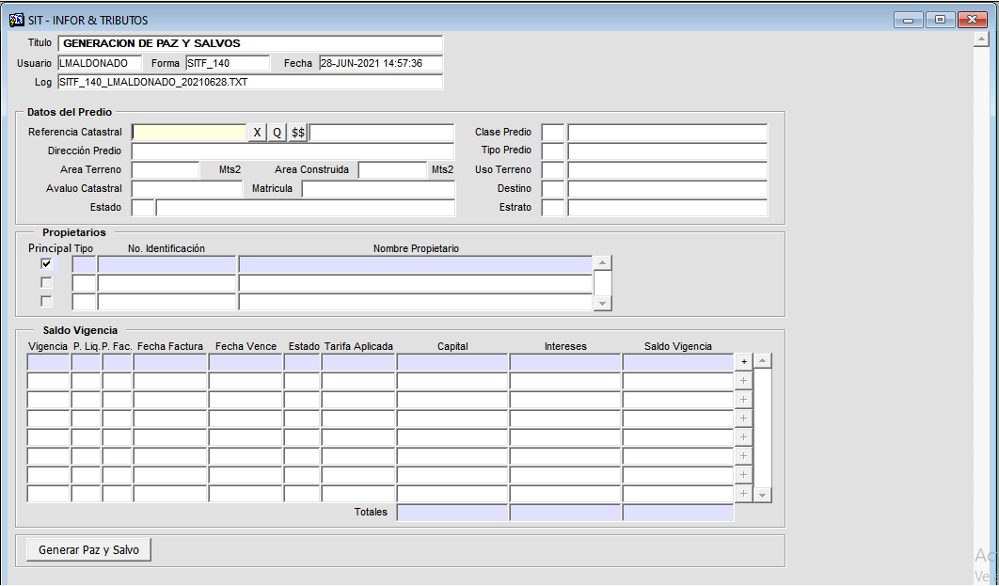 SIT - INFOR & TRIBUTOS
Titulo GENERACION DE PAZ Y SALVOS
Usuario LMALDONADO Forma SITF_140 Fecha 28-JUN-2021 14:57:36
Log SITF_140_LMALDONADO_20210628.TXT
Datos del Predio
Referencia Catastral X Q $$ Clase Predio
Dirección Predio Tipo Predio
Area Terreno Mts2 Area Construida Mts2 Uso Terreno
Avaluo Catastral Matricula Destino
Estado Estrato
Propietarios
Principal Tipo No. Identificación Nombre Propietario
Saldo Vigencia
Vigencia P. Liq. P. Fac. Fecha Factura Fecha Vence Estado Tarifa Aplicada Capital Intereses Saldo Vigencia
+
+
+
+
+
+
+
+
Totales
Generar Paz y Salvo